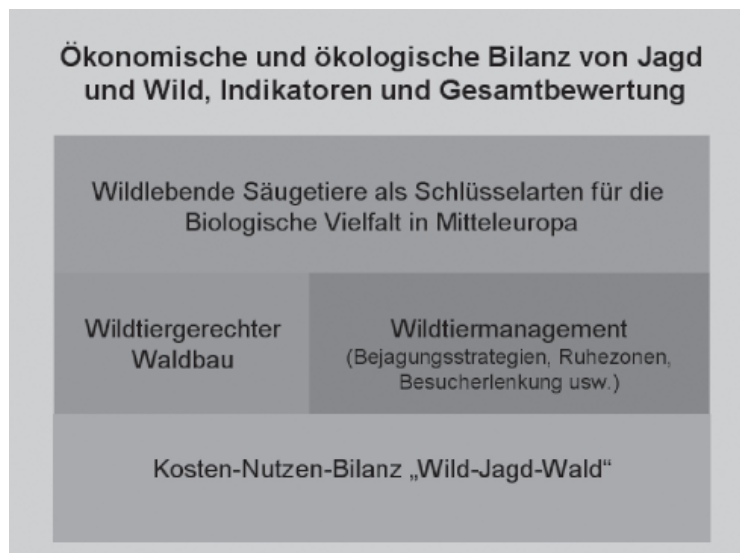 Ökonomische und ökologische Bilanz von Jagd
und Wild, Indikatoren und Gesamtbewertung
Wildlebende Säugetiere als Schlüsselarten für die
Biologische Vielfalt in Mitteleuropa
Wildtiergerechter
Waldbau
Wildtiermanagement
(Bejagungsstrategien, Ruhezonen,
Besucherlenkung usw.)
Kosten-Nutzen-Bilanz „Wild-Jagd-Wald“